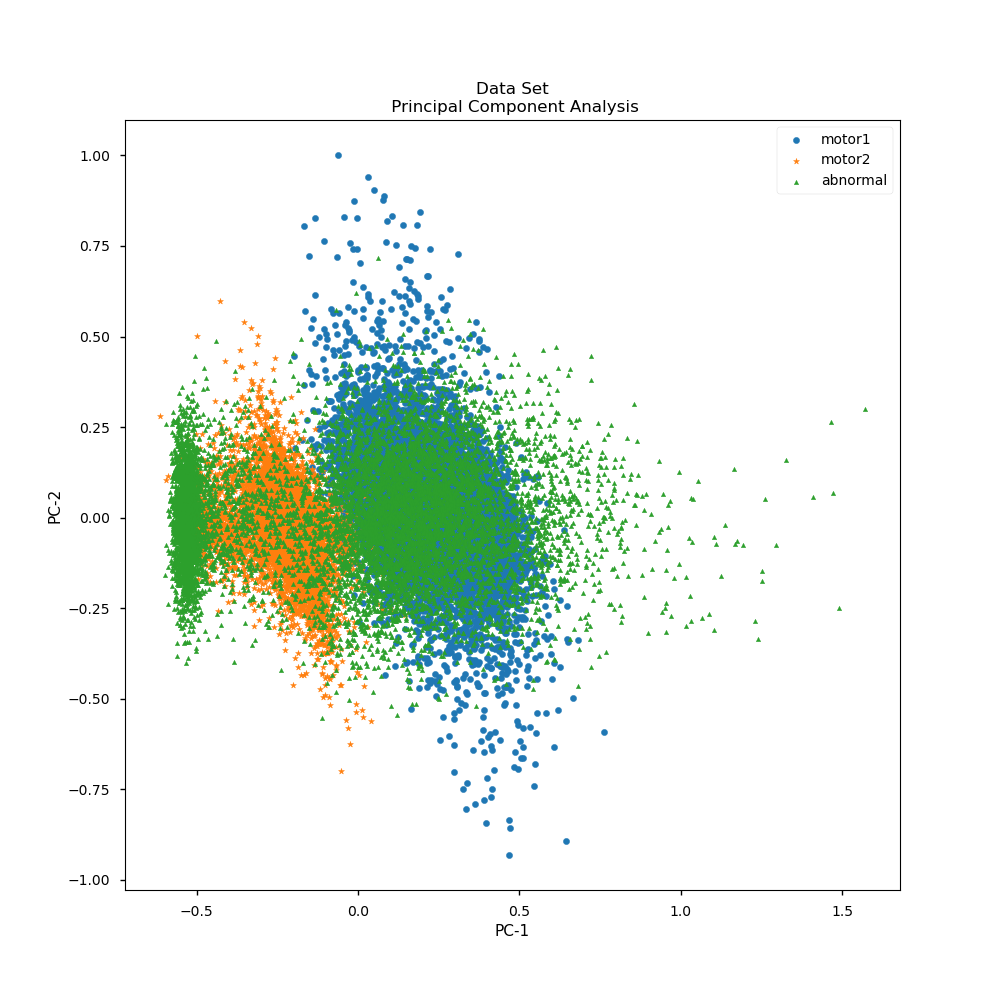 Data Set
Principal Component Analysis
motor1
motor2
abnormal
1.00
0.75
0.50
0.25
0.00
−0.25
−0.50
−0.75
−1.00
PC-2
−0.5
0.0
0.5
1.0
1.5
PC-1